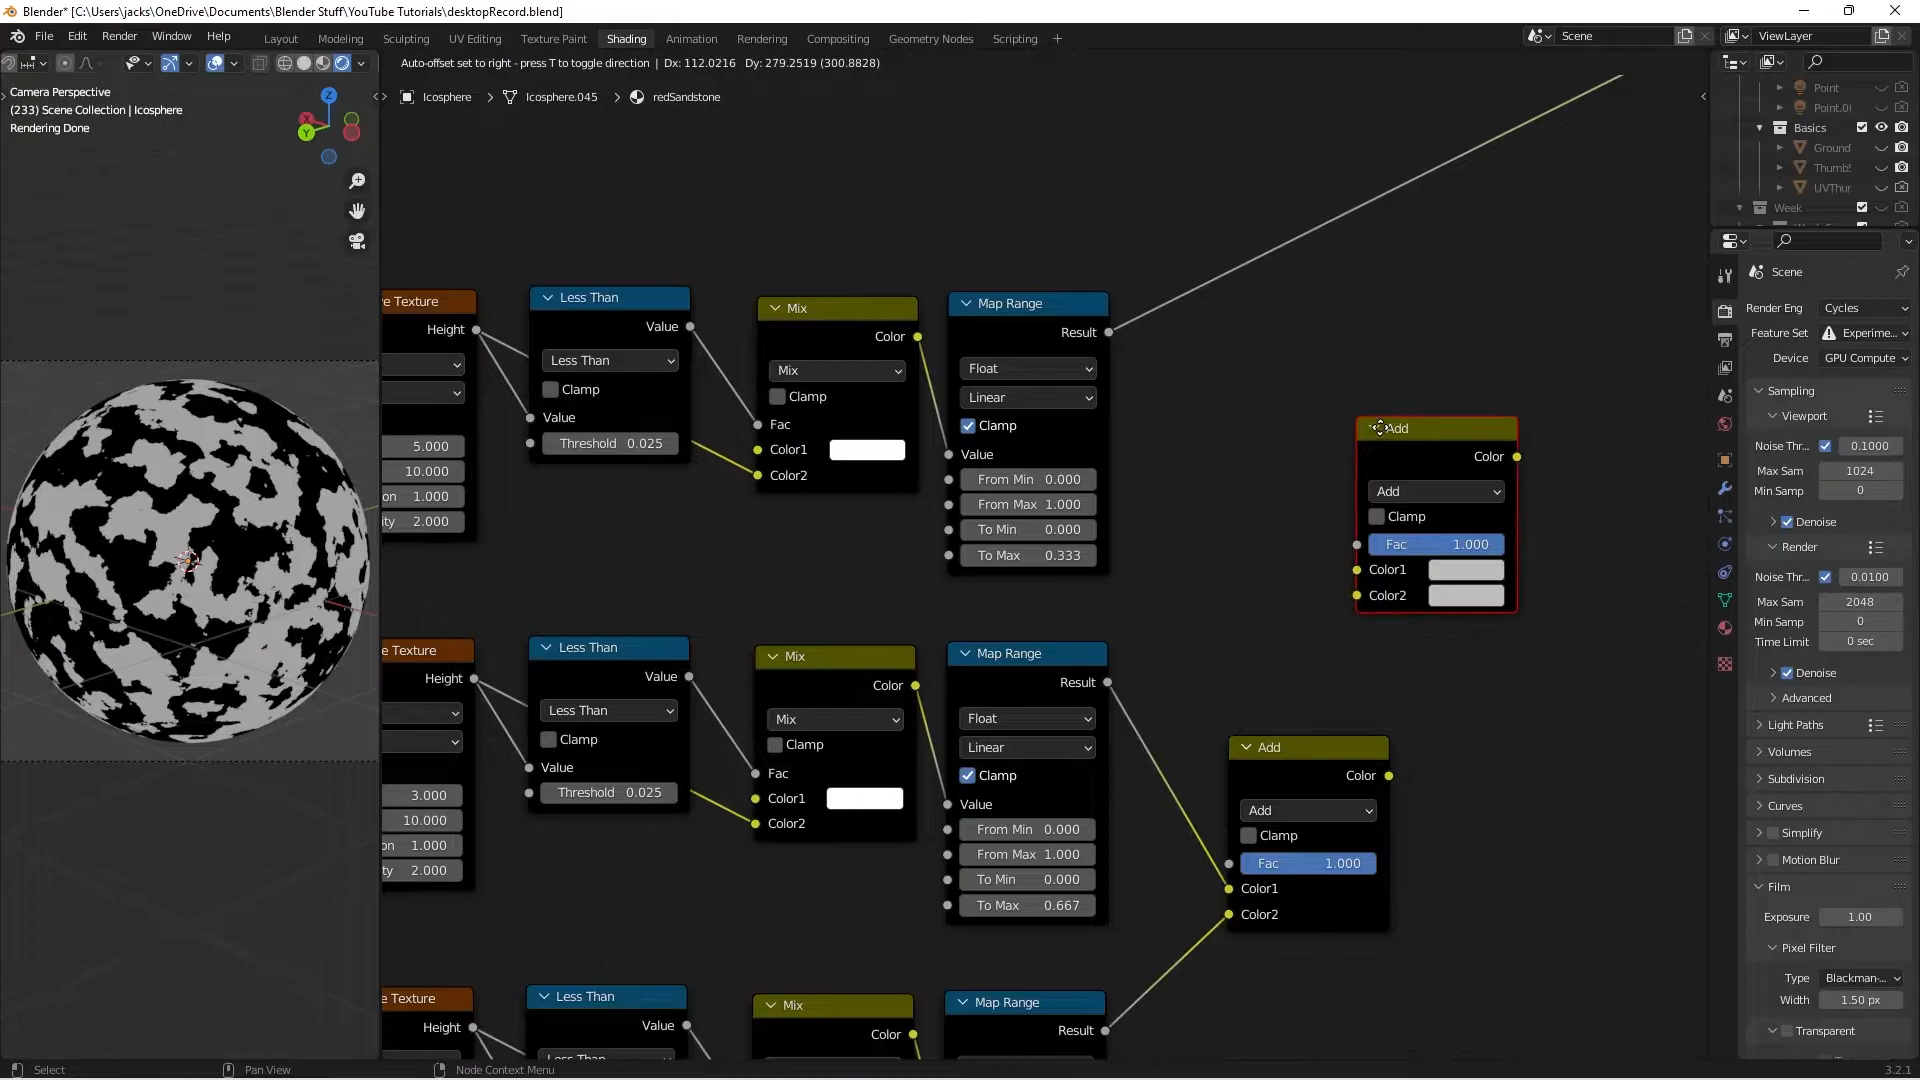 Blender* [C:\Users\jacks\OneDrive\Documents\Blender Stuff\YouTube Tutorials\desktopRecord.blend]
File Edit Render Window Help
Layout Modeling Sculpting UV Editing Texture Paint Shading Animation Rendering Compositing Geometry Nodes Scripting +
Scene
ViewLayer
Auto-offset set to right - press T to toggle direction | Dx: 112.0216 Dy: 279.2519 (300.8828)
Camera Perspective
(233) Scene Collection | Icosphere
Rendering Done
Z
Y
Icosphere > Icosphere.045 > redSandstone
Point
Point.0
Basics
Ground
Thumb
UVThur
Week
e Texture
Height
5.000
10.000
on 1.000
ity 2.000
Less Than
Value
Less Than
Clamp
Value
Threshold 0.025
Mix
Color
Mix
Clamp
Fac
Color1
Color2
Map Range
Result
Float
Linear
Clamp
Value
From Min 0.000
From Max 1.000
To Min 0.000
To Max 0.333
Add
Color
Add
Clamp
Fac 1.000
Color1
Color2
e Texture
Height
3.000
10.000
on 1.000
ty 2.000
Less Than
Value
Less Than
Clamp
Value
Threshold 0.025
Mix
Color
Mix
Clamp
Fac
Color1
Color2
Map Range
Result
Float
Linear
Clamp
Value
From Min 0.000
From Max 1.000
To Min 0.000
To Max 0.667
Add
Color
Add
Clamp
Fac 1.000
Color1
Color2
e Texture
Height
Less Than
Value
Less Than
Mix
Color
Map Range
Result
Scene
Render Eng Cycles
Feature Set Experime...
Device GPU Compute
Sampling
Viewport
Noise Thr... 0.1000
Max Sam 1024
Min Samp 0
Denoise
Render
Noise Thr... 0.0100
Max Sam 2048
Min Samp 0
Time Limit 0 sec
Denoise
Advanced
Light Paths
Volumes
Subdivision
Curves
Simplify
Motion Blur
Film
Exposure 1.00
Pixel Filter
Type Blackman-...
Width 1.50 px
Transparent
Select
Pan View
Node Context Menu
3.2.1